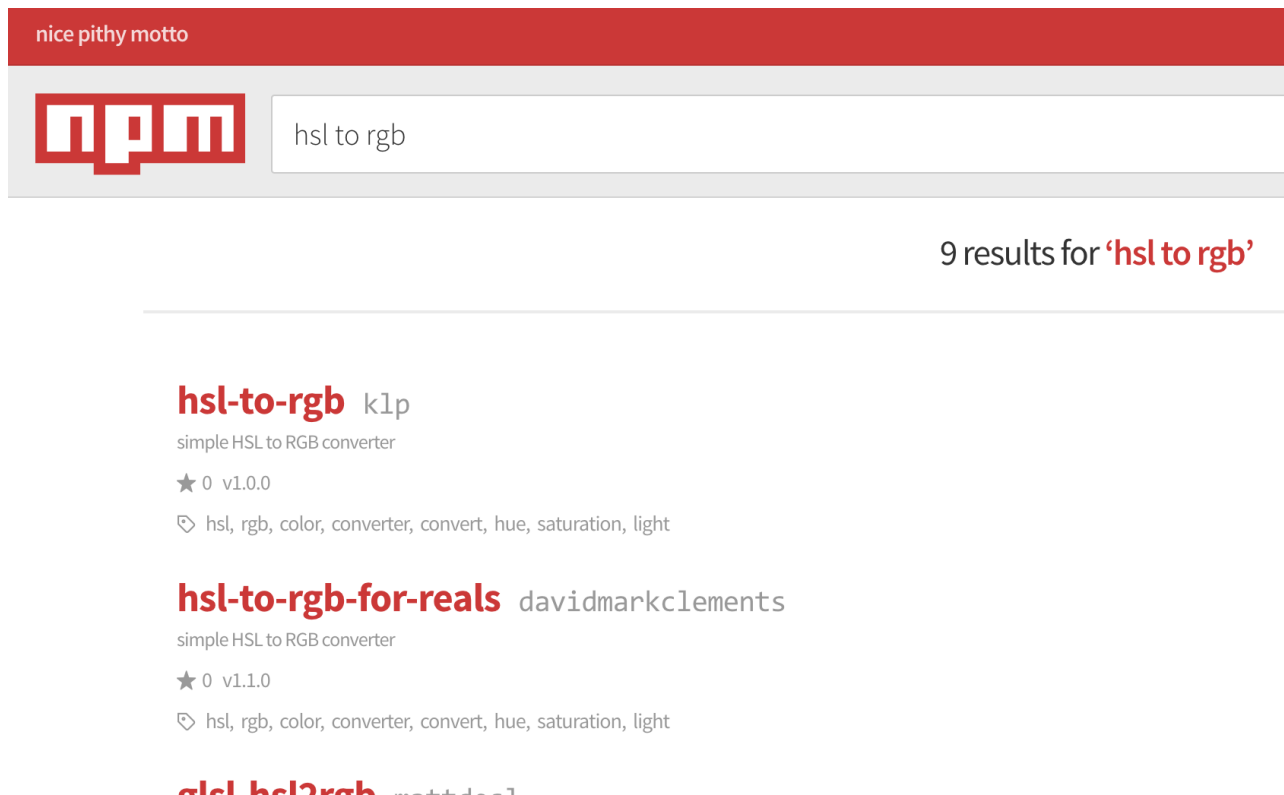 nice pithy motto
npm
hsl to rgb
9 results for ‘hsl to rgb’
hsl-to-rgb klp
simple HSL to RGB converter
★ 0 v1.0.0
hsl, rgb, color, converter, convert, hue, saturation, light
hsl-to-rgb-for-reals davidmarkclements
simple HSL to RGB converter
★ 0 v1.1.0
hsl, rgb, color, converter, convert, hue, saturation, light
glsl-hsl2rgb